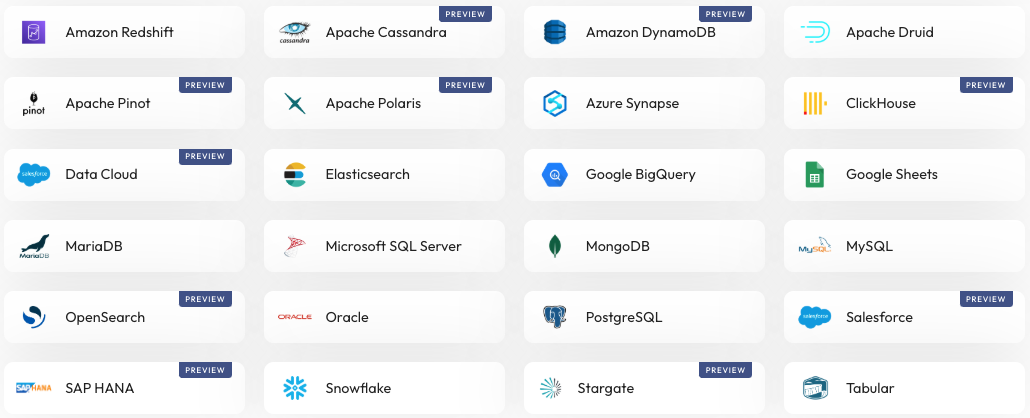 Amazon Redshift
PREVIEW
cassandra
Apache Cassandra
PREVIEW
Amazon DynamoDB
Apache Druid
PREVIEW
pinot
Apache Pinot
PREVIEW
Apache Polaris
Azure Synapse
PREVIEW
ClickHouse
PREVIEW
salesforce
Data Cloud
Elasticsearch
Google BigQuery
Google Sheets
MariaDB
MariaDB
Microsoft SQL Server
MongoDB
MySQL
MySQL
PREVIEW
OpenSearch
ORACLE
Oracle
PostgreSQL
PREVIEW
salesforce
Salesforce
PREVIEW
SAP HANA
SAP HANA
Snowflake
PREVIEW
Stargate
Tabular